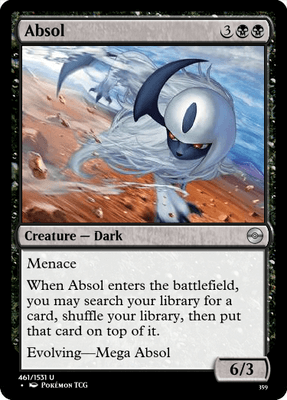 Absol 3
Creature — Dark
Menace
When Absol enters the battlefield,
you may search your library for a
card, shuffle your library, then put
that card on top of it.
Evolving—Mega Absol
6/3
461/1531 U
• Pokémon TCG
359